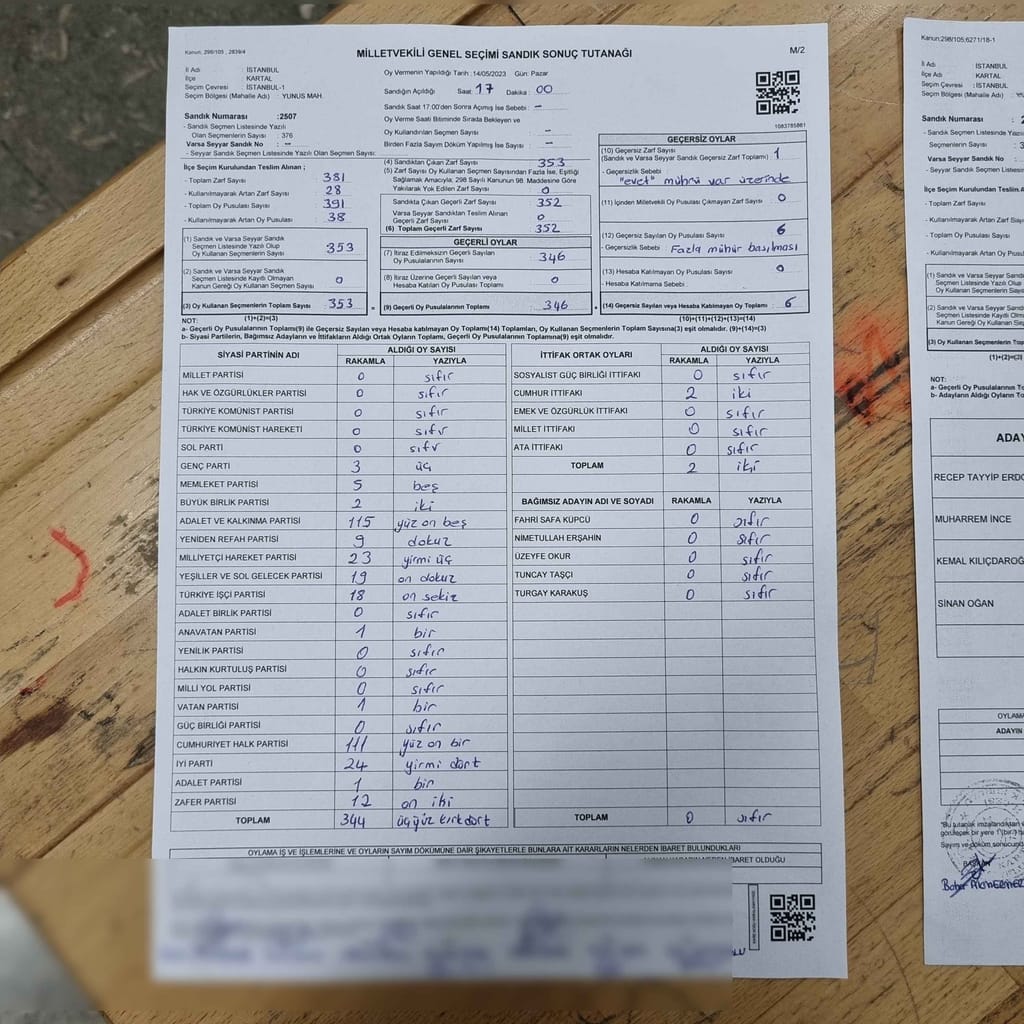 Kanun: 298/105 ; 2839/4
MİLLETVEKİLİ GENEL SEÇİMİ SANDIK SONUÇ TUTANAĞI
M/2
İl Adı : İSTANBUL
İlçe : KARTAL
Seçim Çevresi : İSTANBUL-1
Seçim Bölgesi (Mahalle Adı) : YUNUS MAH.
Oy Vermenin Yapıldığı Tarih :14/05/2023 Gün: Pazar
Sandığın Açıldığı Saat: 17 Dakika : 00
Sandık Saat 17:00'den Sonra Açımış İse Sebebi : -
Oy Verme Saati Bitiminde Sırada Bekleyen ve
Oy Kullandırılan Seçmen Sayısı : -
Birden Fazla Sayım Döküm Yapılmış İse Sayısı : -
1083785861
Sandık Numarası :2507
- Sandık Seçmen Listesinde Yazılı
Olan Seçmenlerin Sayısı : 376
Varsa Seyyar Sandık No : -
- Seyyar Sandık Seçmen Listesinde Yazılı Olan Seçmen Sayısı:
İlçe Seçim Kurulundan Teslim Alınan ;
- Toplam Zarf Sayısı : 381
- Kullanılmayarak Artan Zarf Sayısı : 28
- Toplam Oy Pusulası Sayısı : 391
- Kullanılmayarak Artan Oy Pusulası : 38
(1) Sandık ve Varsa Seyyar Sandık
Seçmen Listesinde Yazılı Olup
Oy Kullanan Seçmenlerin Sayısı : 353
(2) Sandık ve Varsa Seyyar Sandık
Seçmen Listesinde Kayıtlı Olmayan
Kanun Gereği Oy Kullanan Seçmen Sayısı : 0
(3) Oy Kullanan Seçmenlerin Toplam Sayısı : 353
(1)+(2)=(3)
(4) Sandıktan Çıkan Zarf Sayısı : 353
(5) Zarf Sayısı Oy Kullanan Seçmen Sayısından Fazla İse, Eşitliği
Sağlamak Amacıyla, 298 Sayılı Kanunun 98. Maddesine Göre
Yakılarak Yok Edilen Zarf Sayısı : 0
Sandıkta Çıkan Geçerli Zarf Sayısı : 352
Varsa Seyyar Sandıktan Teslim Alınan
Geçerli Zarf Sayısı : 0
(6) Toplam Geçerli Zarf Sayısı : 352
GEÇERLİ OYLAR
(7) İtiraz Edilmeksizin Geçerli Sayılan
Oy Pusulalarının Sayısı : 346
(8) İtiraz Üzerine Geçerli Sayılan veya
Hesaba Katılan Oy Pusulası Toplamı : 0
= (9) Geçerli Oy Pusulalarının Toplamı : 346
GEÇERSİZ OYLAR
(10) Geçersiz Zarf Sayısı
(Sandık ve Varsa Seyyar Sandık Geçersiz Zarf Toplamı) : 1
- Geçersizlik Sebebi :
"evet" mührü var üzerinde
(11) İçinden Milletvekili Oy Pusulası Çıkmayan Zarf Sayısı : 0
(12) Geçersiz Sayılan Oy Pusulası Sayısı : 6
- Geçersizlik Sebebi : Fazla mühür basılması
(13) Hesaba Katılmayan Oy Pusulası Sayısı : 0
- Hesaba Katılmama Sebebi :
+ (14) Geçersiz Sayılan veya Hesaba Katılmayan Oy Toplamı : 6
(10)+(11)+(12)+(13)=(14)
NOT:
a- Geçerli Oy Pusulalarının Toplamı(9) ile Geçersiz Sayılan veya Hesaba katılmayan Oy Toplamı(14) Toplamları, Oy Kullanan Seçmenlerin Toplam Sayısına(3) eşit olmalıdır. (9)+(14)=(3)
b- Siyasi Partilerin, Bağımsız Adayların ve İttifakların Aldığı Ortak Oyların Toplamı, Geçerli Oy Pusulalarının Toplamına(9) eşit olmalıdır.
SİYASİ PARTİNİN ADI ALDIĞI OY SAYISI
RAKAMLA YAZIYLA
MİLLET PARTİSİ 0 sıfır
HAK VE ÖZGÜRLÜKLER PARTİSİ 0 sıfır
TÜRKİYE KOMÜNİST PARTİSİ 0 sıfır
TÜRKİYE KOMÜNİST HAREKETİ 0 sıfır
SOL PARTİ 0 sıfır
GENÇ PARTİ 3 üç
MEMLEKET PARTİSİ 5 beş
BÜYÜK BİRLİK PARTİSİ 2 iki
ADALET VE KALKINMA PARTİSİ 115 yüz on beş
YENİDEN REFAH PARTİSİ 9 dokuz
MİLLİYETÇİ HAREKET PARTİSİ 23 yirmi üç
YEŞİLLER VE SOL GELECEK PARTİSİ 19 on dokuz
TÜRKİYE İŞÇİ PARTİSİ 18 on sekiz
ADALET BİRLİK PARTİSİ 0 sıfır
ANAVATAN PARTİSİ 1 bir
YENİLİK PARTİSİ 0 sıfır
HALKIN KURTULUŞ PARTİSİ 0 sıfır
MİLLİ YOL PARTİSİ 0 sıfır
VATAN PARTİSİ 1 bir
GÜÇ BİRLİĞİ PARTİSİ 0 sıfır
CUMHURİYET HALK PARTİSİ 111 yüz on bir
İYİ PARTİ 24 yirmi dört
ADALET PARTİSİ 1 bir
ZAFER PARTİSİ 12 on iki
TOPLAM 344 üçyüz kırkdört
İTTİFAK ORTAK OYLARI ALDIĞI OY SAYISI
RAKAMLA YAZIYLA
SOSYALİST GÜÇ BİRLİĞİ İTTİFAKI 0 sıfır
CUMHUR İTTİFAKI 2 iki
EMEK VE ÖZGÜRLÜK İTTİFAKI 0 sıfır
MİLLET İTTİFAKI 0 sıfır
ATA İTTİFAKI 0 sıfır
TOPLAM 2 iki
BAĞIMSIZ ADAYIN ADI VE SOYADI RAKAMLA YAZIYLA
FAHRİ SAFA KÜPCÜ 0 sıfır
NİMETULLAH ERŞAHİN 0 sıfır
ÜZEYFE OKUR 0 sıfır
TUNCAY TAŞÇI 0 sıfır
TURGAY KARAKUŞ 0 sıfır
TOPLAM 0 sıfır
OYLAMA İŞ VE İŞLEMLERİNE VE OYLARIN SAYIM DÖKÜMÜNE DAİR ŞİKAYETLERLE BUNLARA AİT KARARLARIN NELERDEN İBARET BULUNDUKLARI
NEDEN İBARET OLDUĞU
Kanun:298/105;6271/18-1
İl Adı : İSTANBUL
İlçe : KARTAL
Seçim Çevresi : İSTANBUL
Seçim Bölgesi (Mahalle Adı) :
Sandık Numarası : 2
- Sandık Seçmen Listesinde
Seçmenlerin Sayısı : 3
Varsa Seyyar Sandık No :
- Seyyar Sandık Seçmen
İlçe Seçim Kurulundan Teslim
- Toplam Zarf Sayısı
- Kullanılmayarak Artan Zarf
- Toplam Oy Pusulası Sayısı
- Kullanılmayarak Artan Oy
(1) Sandık ve Varsa Seyyar
Seçmen Listesinde Yazılı
Oy Kullanan Seçmenlerin
(2) Sandık ve Varsa Seyyar
Seçmen Listesinde Kayıtlı
Kanun Gereği Oy Kullanan
(3) Oy Kullanan Seçmenlerin Toplam
(1)+(2)=(3)
NOT:
a- Geçerli Oy Pusulalarının To
b- Adayların Aldığı Oyların To
ADAY
RECEP TAYYİP ERDO
MUHARREM İNCE
KEMAL KILIÇDAROĞ
SİNAN OĞAN
OYLAMA
ADAYIN
"Bu tutanak imzalandıktan
görülecek bir yere 1 (bir)
Sayım ve döküm sonucunda